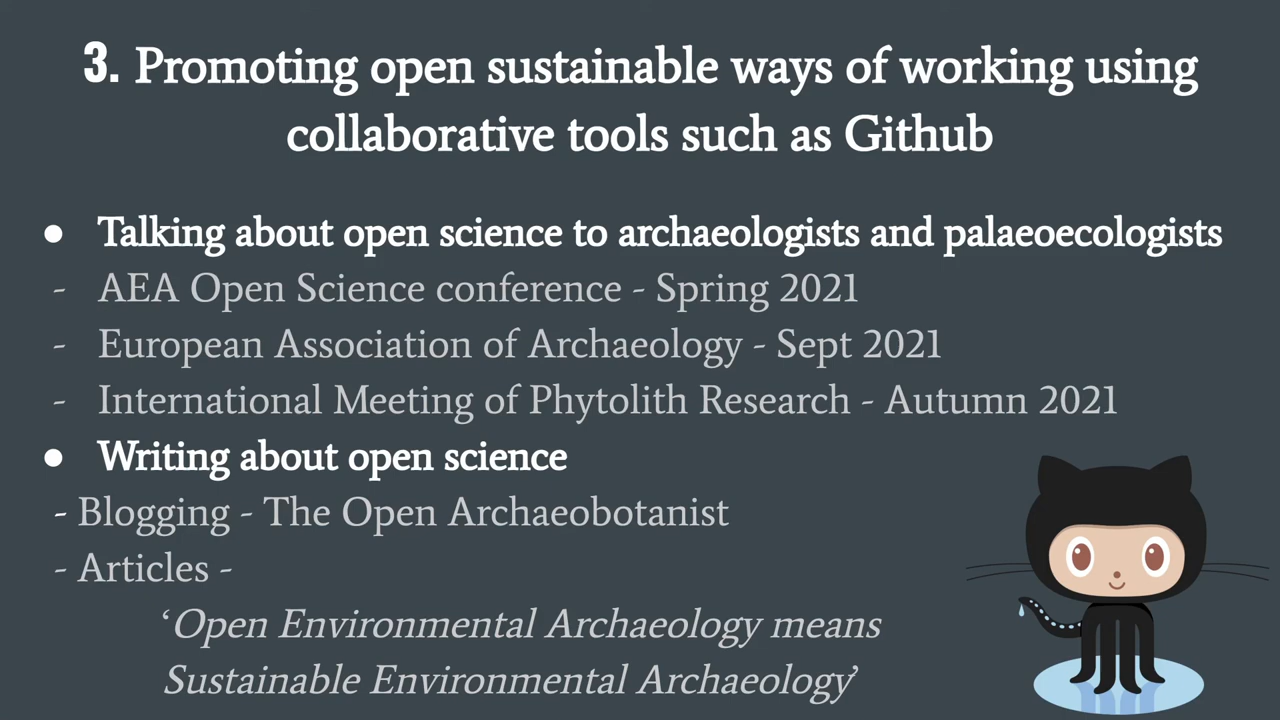 3. Promoting open sustainable ways of working using
collaborative tools such as Github
● Talking about open science to archaeologists and palaeoecologists
- AEA Open Science conference - Spring 2021
- European Association of Archaeology - Sept 2021
- International Meeting of Phytolith Research - Autumn 2021
● Writing about open science
- Blogging - The Open Archaeobotanist
- Articles -
‘Open Environmental Archaeology means
Sustainable Environmental Archaeology’